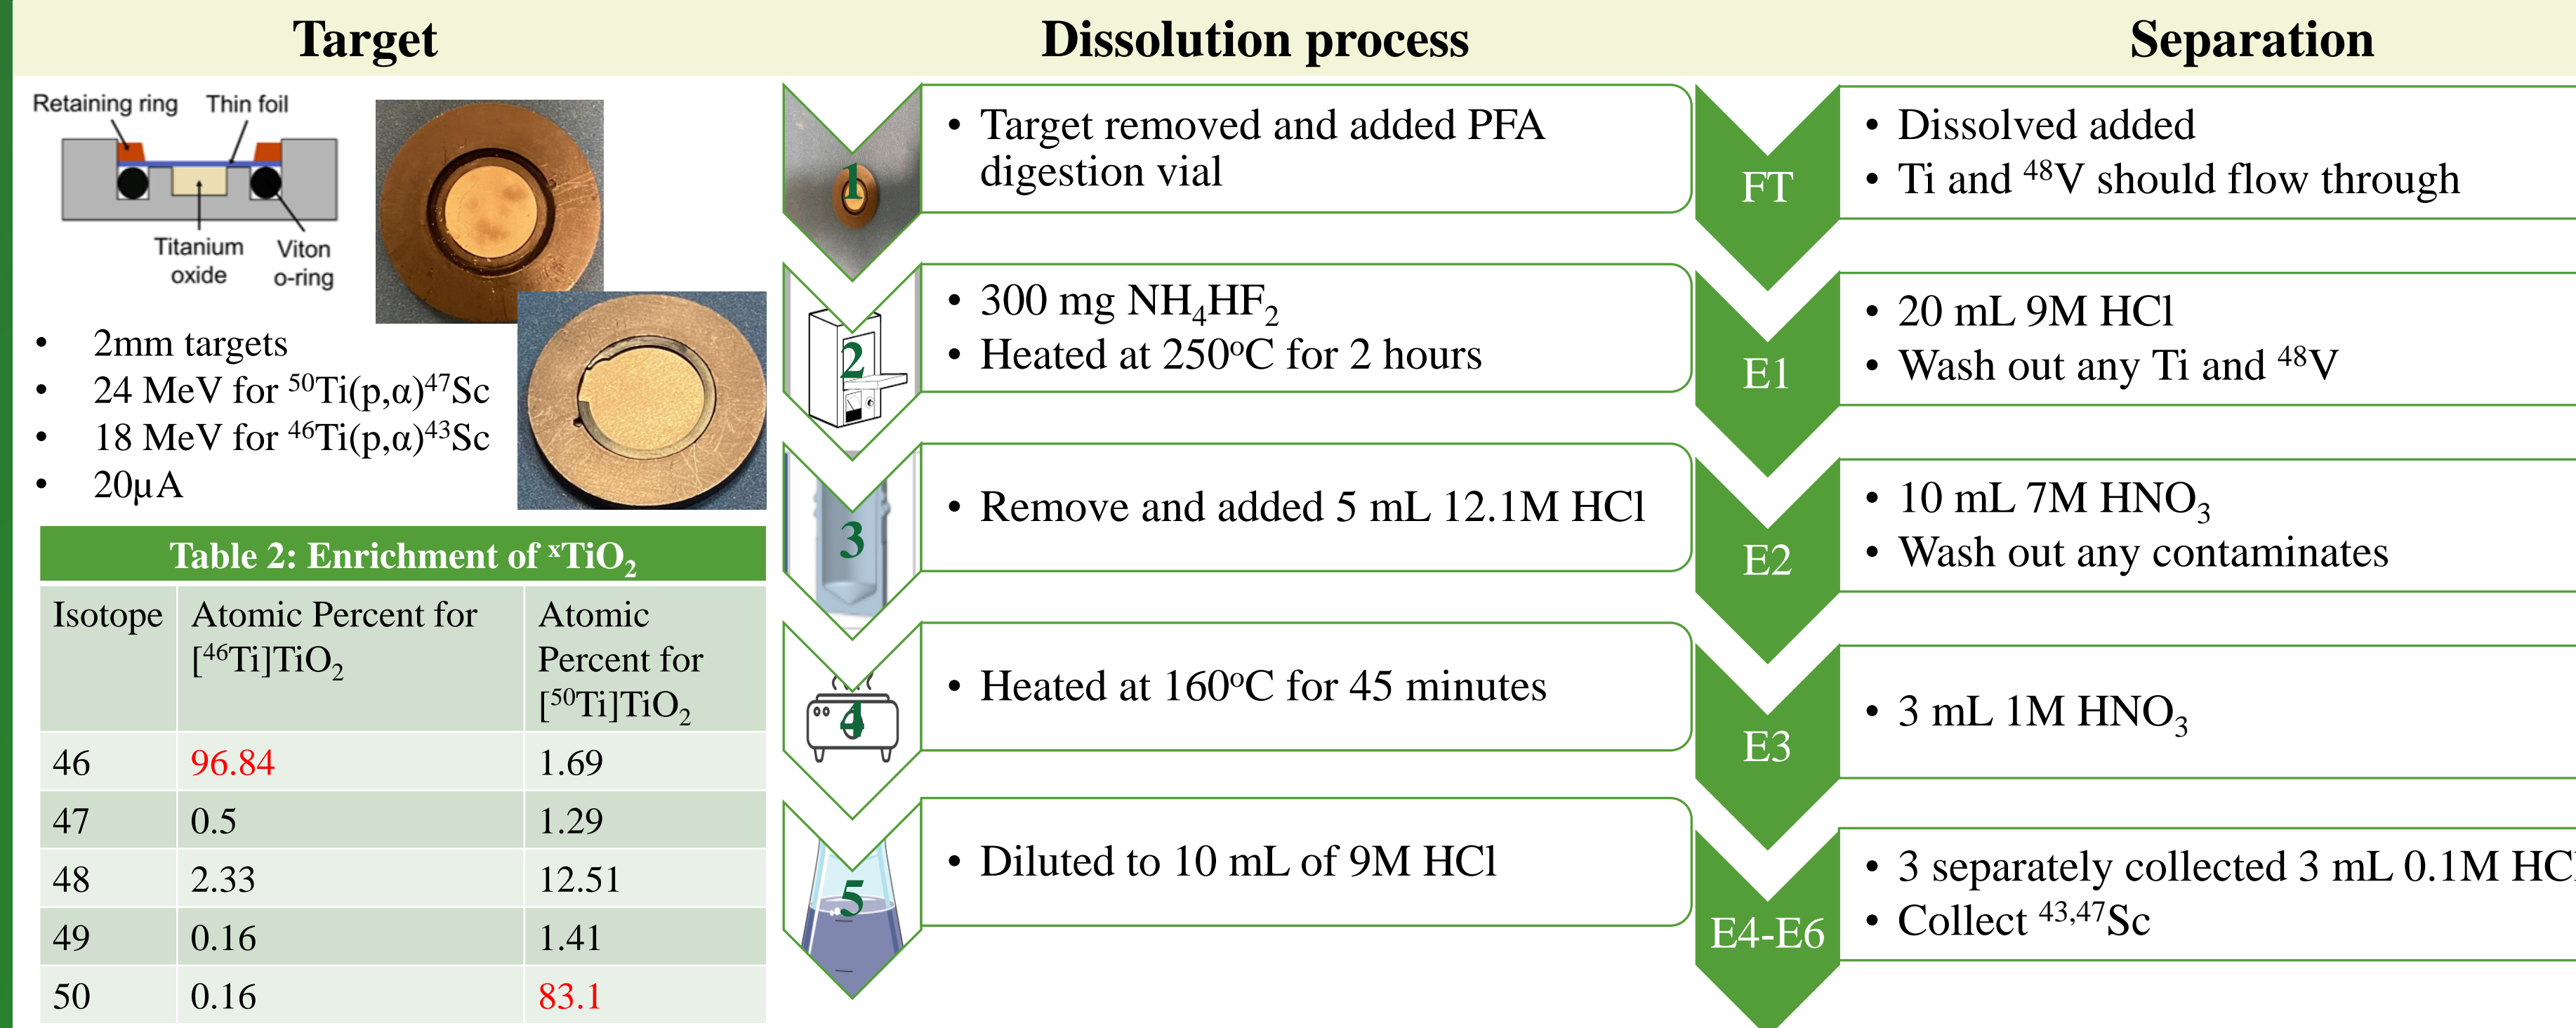 Target
Retaining ring Thin foil
Titanium oxide
Viton o-ring
• 2mm targets
• 24 MeV for ⁵⁰Ti(p,α)⁴⁷Sc
• 18 MeV for ⁴⁶Ti(p,α)⁴³Sc
• 20µA
Table 2: Enrichment of ˣTiO₂
Isotope Atomic Percent for [⁴⁶Ti]TiO₂ Atomic Percent for [⁵⁰Ti]TiO₂
46 96.84 1.69
47 0.5 1.29
48 2.33 12.51
49 0.16 1.41
50 0.16 83.1
Dissolution process
1
• Target removed and added PFA
digestion vial
2
• 300 mg NH₄HF₂
• Heated at 250ᵒC for 2 hours
3
• Remove and added 5 mL 12.1M HCl
4
• Heated at 160ᵒC for 45 minutes
5
• Diluted to 10 mL of 9M HCl
Separation
FT
• Dissolved added
• Ti and ⁴⁸V should flow through
E1
• 20 mL 9M HCl
• Wash out any Ti and ⁴⁸V
E2
• 10 mL 7M HNO₃
• Wash out any contaminates
E3
• 3 mL 1M HNO₃
E4-E6
• 3 separately collected 3 mL 0.1M
• Collect ⁴³,⁴⁷Sc